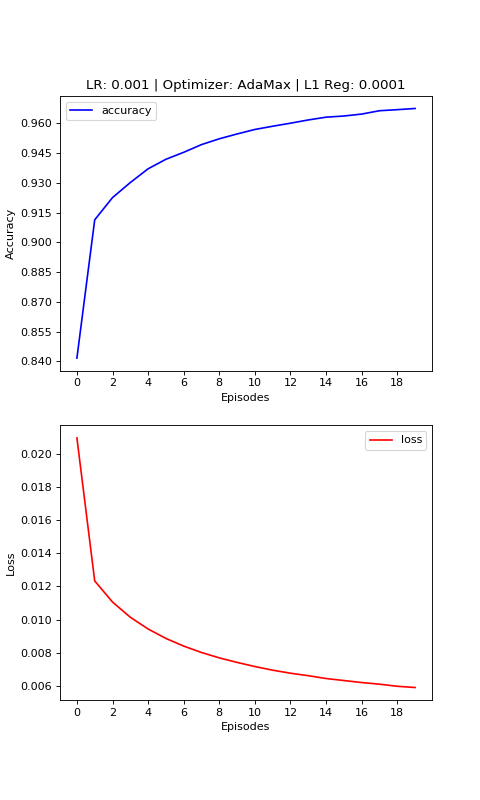 LR: 0.001 | Optimizer: AdaMax | L1 Reg: 0.0001
accuracy
0.960
0.945
0.930
0.915
0.900
0.885
0.870
0.855
0.840
Accuracy
0 2 4 6 8 10 12 14 16 18
Episodes
loss
0.020
0.018
0.016
0.014
0.012
0.010
0.008
0.006
Loss
0 2 4 6 8 10 12 14 16 18
Episodes